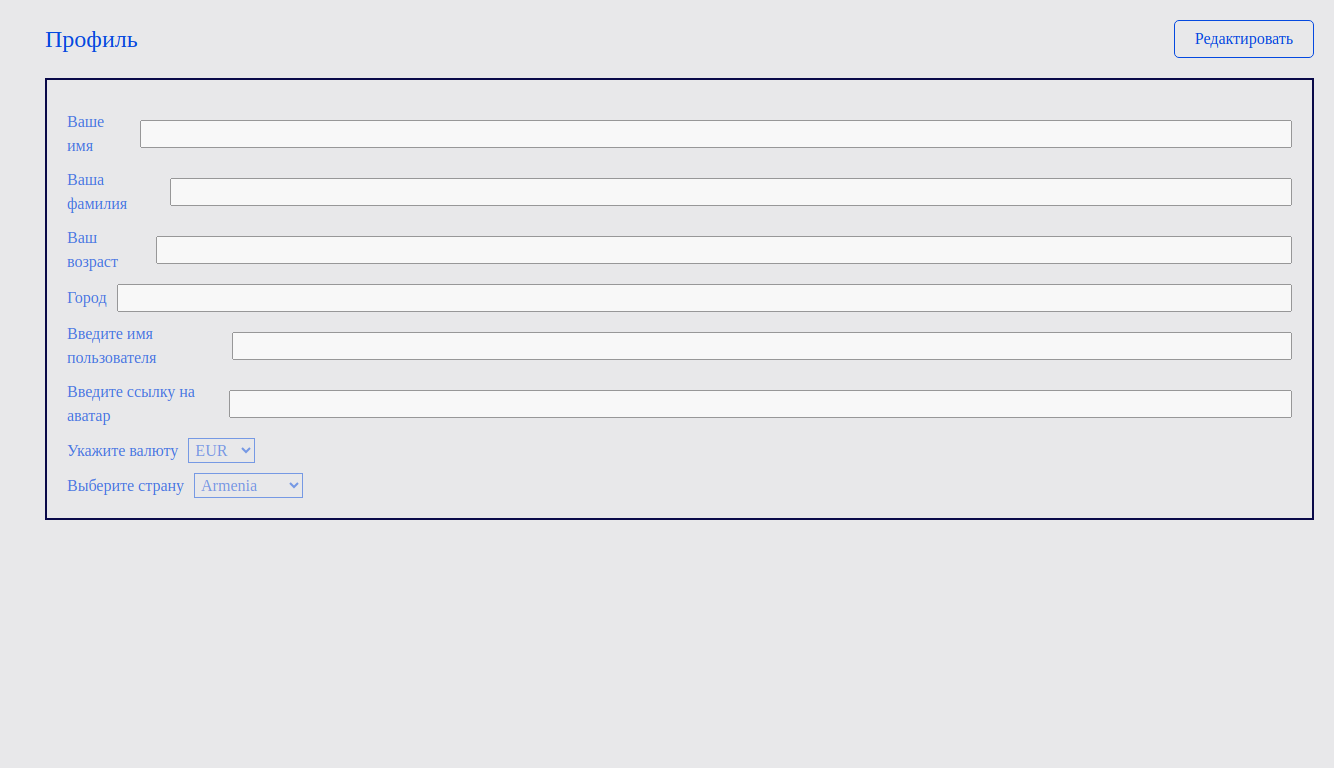 Профиль
Редактировать
Ваше
имя
Ваша
фамилия
Ваш
возраст
Город
Введите имя
пользователя
Введите ссылку на
аватар
Укажите валюту EUR
Выберите страну Armenia